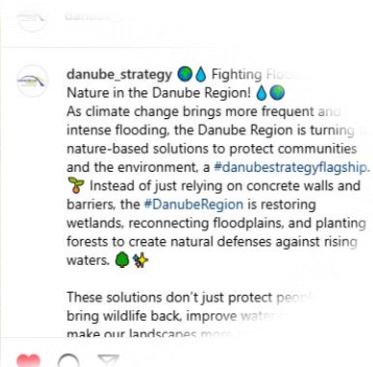 danube_strategy 🌍💧 Fighting
Nature in the Danube Region! 💧🌍
As climate change brings more frequent and
intense flooding, the Danube Region is turning
nature-based solutions to protect communities
and the environment, a #danubestrategyflagship.
🌱 Instead of just relying on concrete walls and
barriers, the #DanubeRegion is restoring
wetlands, reconnecting floodplains, and planting
forests to create natural defenses against rising
waters. 🌳✨
These solutions don't just protect
bring wildlife back, improve
make our landscapes more